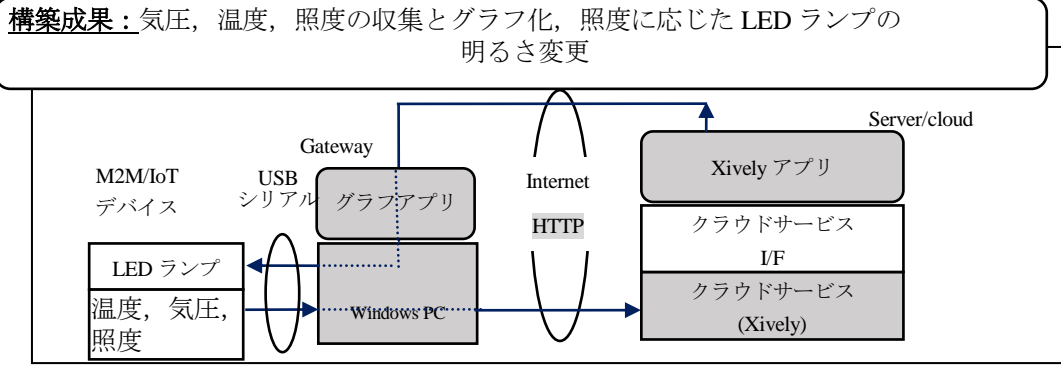 構築成果：気圧，温度，照度の収集とグラフ化，照度に応じた LED ランプの
明るさ変更
Server/cloud
Gateway
M2M/IoT
デバイス
USB
シリアル
グラフアプリ
Internet
HTTP
Xively アプリ
クラウドサービス
I/F
LED ランプ
温度，気圧，
照度
Windows PC
クラウドサービス
(Xively)